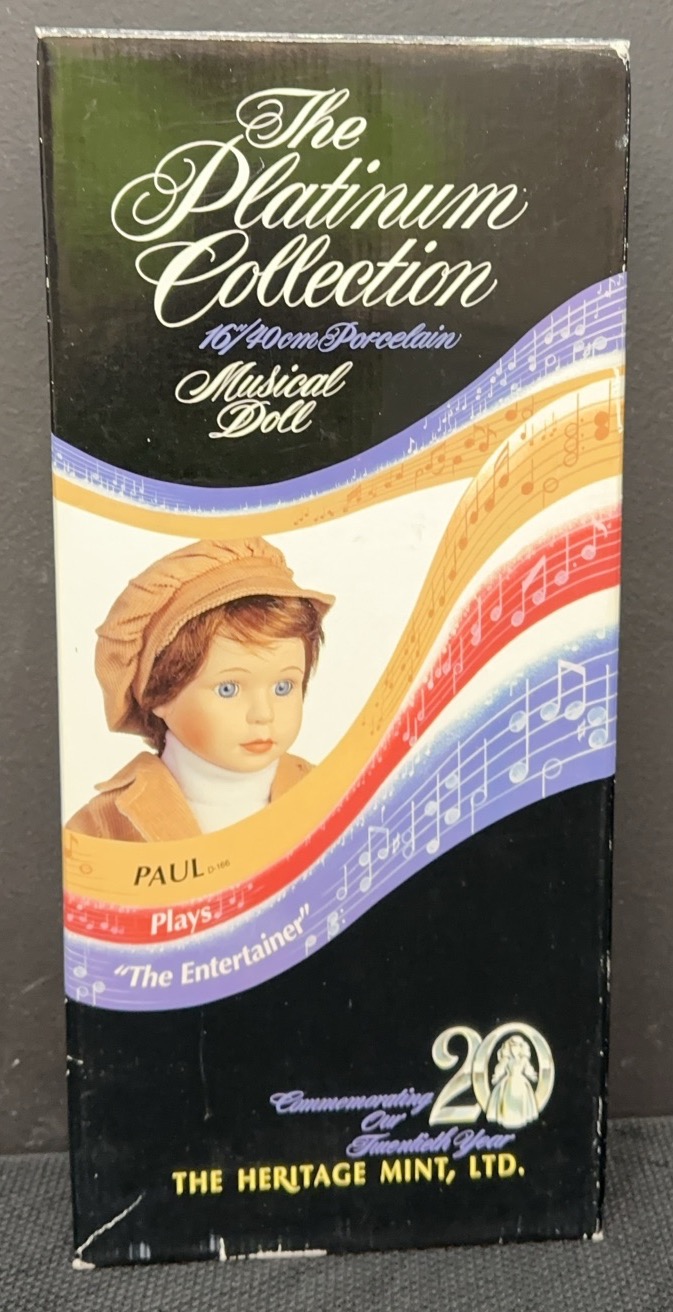 The
Platinum
Collection
16"/40cm Porcelain
Musical
Doll
PAUL D-166
Plays
"The Entertainer"
20
Commemorating
Our
Twentieth Year
THE HERITAGE MINT, LTD.